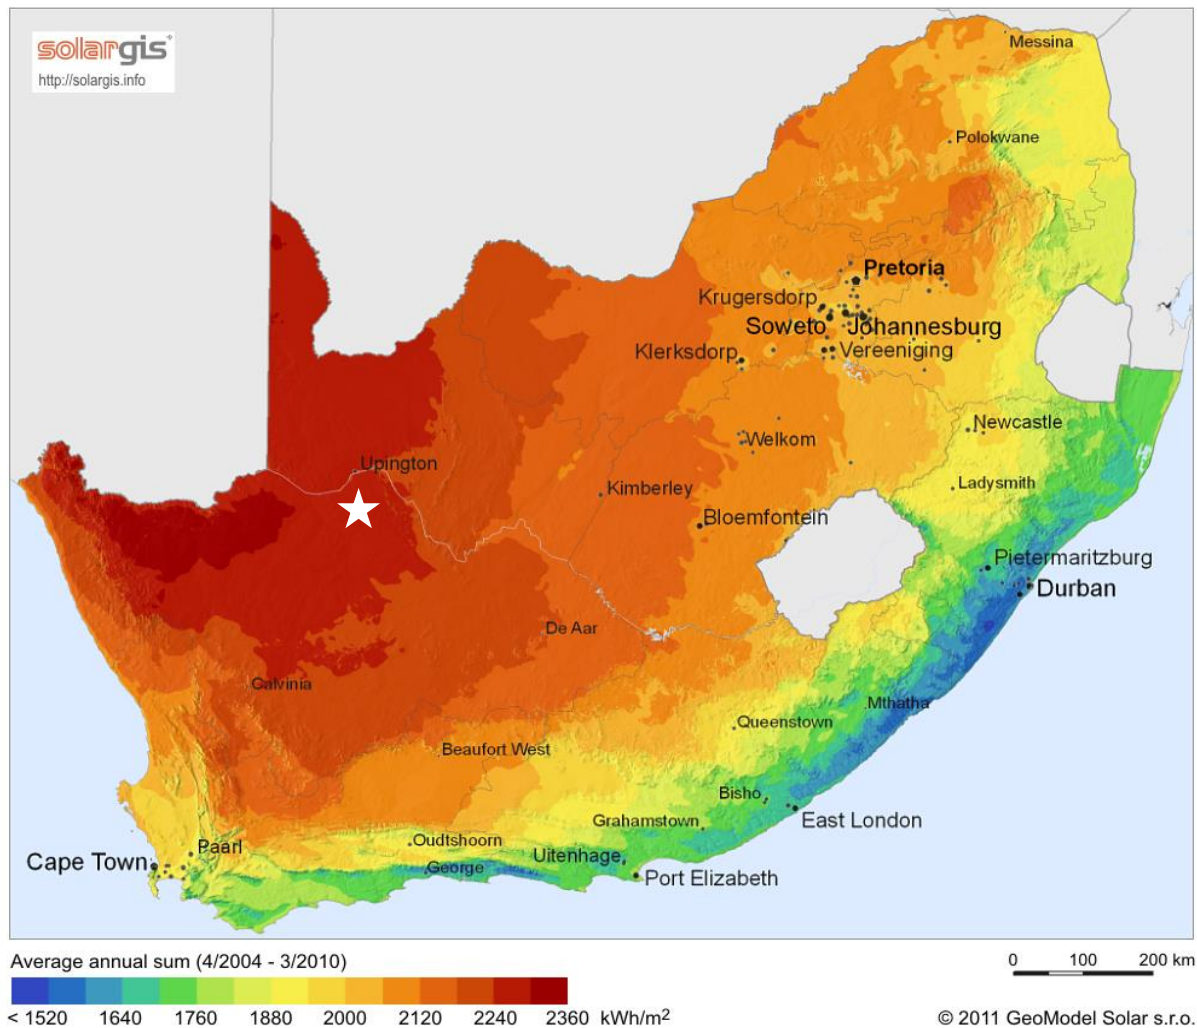 solargis
http://solargis.info
Messina
Polokwane
Pretoria
Krugersdorp
Soweto Johannesburg
Klerksdorp Vereeniging
Newcastle
Welkom
Upington
Ladysmith
Kimberley
Bloemfontein
Pietermaritzburg
Durban
De Aar
Calvinia
Mthatha
Queenstown
Beaufort West
Bisho
East London
Grahamstown
Oudtshoorn
Paarl
Cape Town
Uitenhage
George
Port Elizabeth
Average annual sum (4/2004 - 3/2010)
0 100 200 km
< 1520 1640 1760 1880 2000 2120 2240 2360 kWh/m²
© 2011 GeoModel Solar s.r.o.